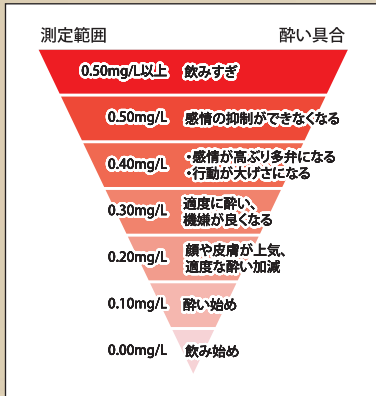 測定範囲 酔い具合
0.50mg/L以上 飲みすぎ
0.50mg/L 感情の抑制ができなくなる
0.40mg/L ・感情が高ぶり多弁になる
・行動が大げさになる
0.30mg/L 適度に酔い、
機嫌が良くなる
0.20mg/L 顔や皮膚が上気、
適度な酔い加減
0.10mg/L 酔い始め
0.00mg/L 飲み始め